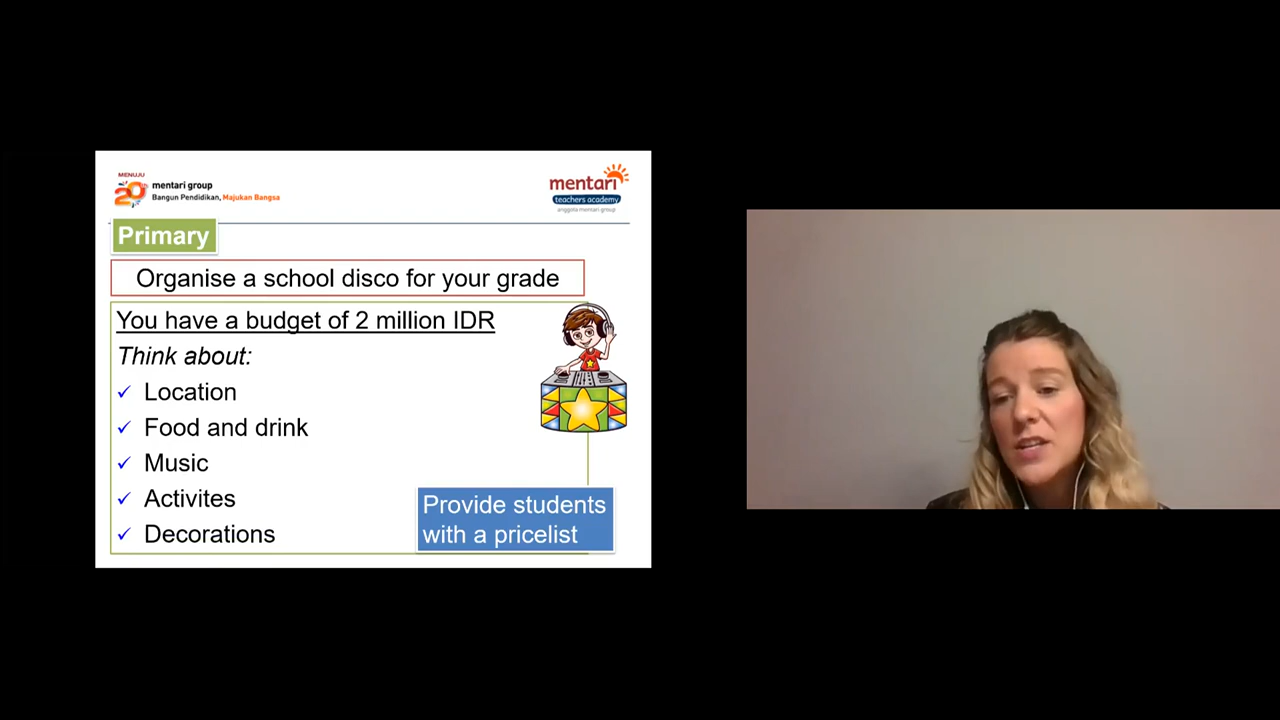 MENUJU
20th
mentari group
Bangun Pendidikan, Majukan Bangsa
mentari
teachers academy
anggota mentari group
Primary
Organise a school disco for your grade
You have a budget of 2 million IDR
Think about:
✓ Location
✓ Food and drink
✓ Music
✓ Activites
✓ Decorations
Provide students
with a pricelist